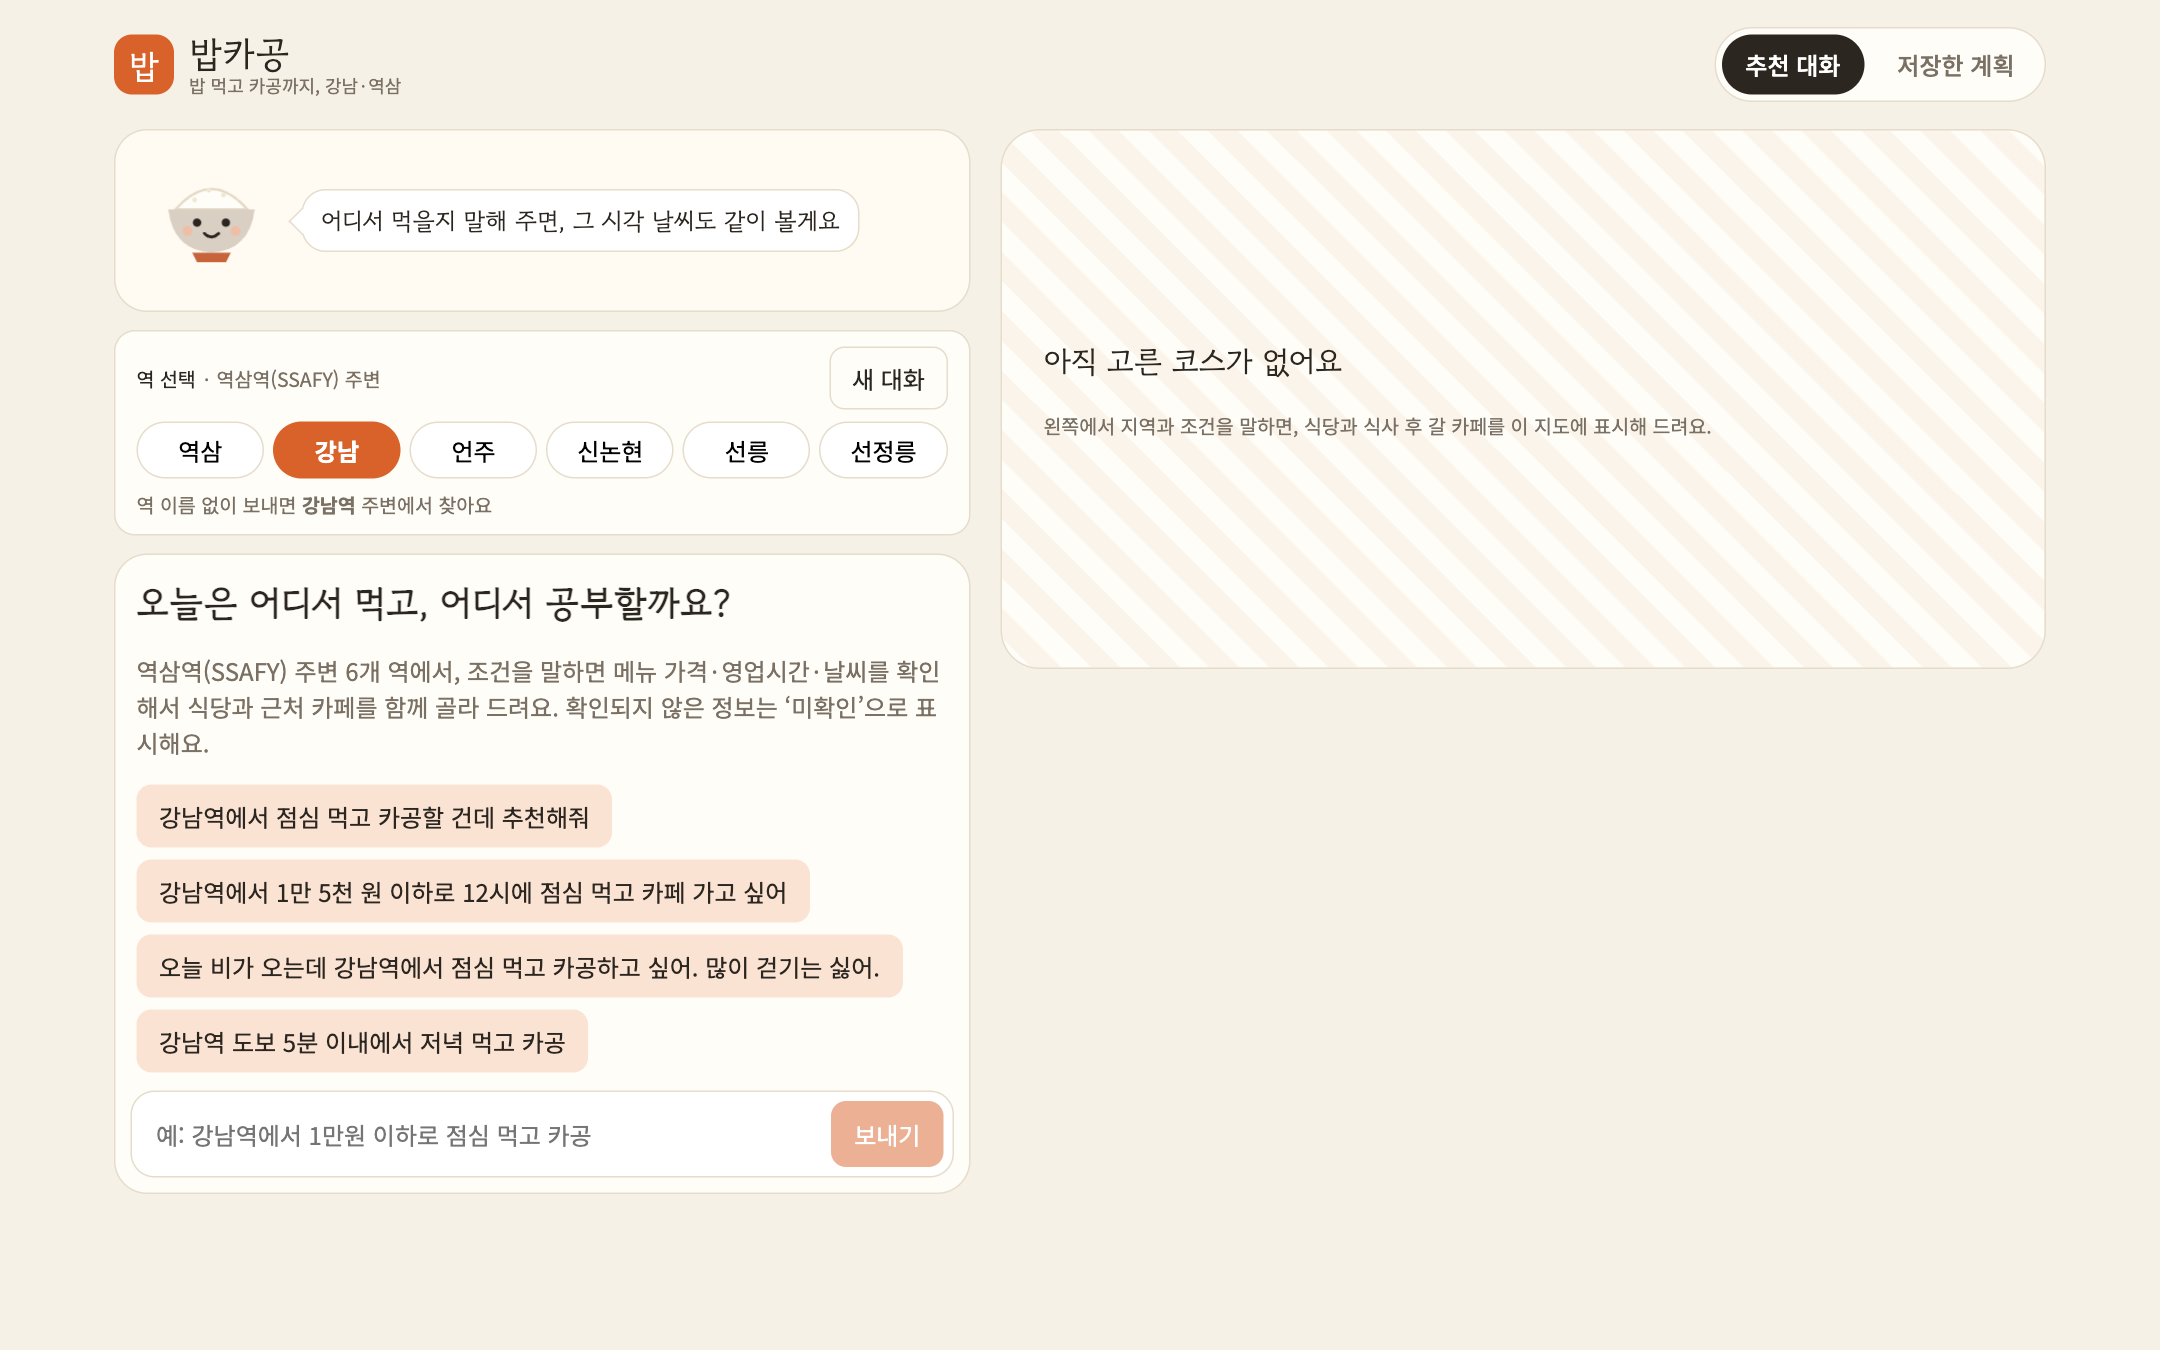 밥
밥카공
밥 먹고 카공까지, 강남·역삼
추천 대화
저장한 계획
어디서 먹을지 말해 주면, 그 시각 날씨도 같이 볼게요
역 선택 · 역삼역(SSAFY) 주변
새 대화
역삼
강남
언주
신논현
선릉
선정릉
역 이름 없이 보내면 강남역 주변에서 찾아요
오늘은 어디서 먹고, 어디서 공부할까요?
역삼역(SSAFY) 주변 6개 역에서, 조건을 말하면 메뉴 가격·영업시간·날씨를 확인
해서 식당과 근처 카페를 함께 골라 드려요. 확인되지 않은 정보는 ‘미확인’으로 표
시해요.
강남역에서 점심 먹고 카공할 건데 추천해줘
강남역에서 1만 5천 원 이하로 12시에 점심 먹고 카페 가고 싶어
오늘 비가 오는데 강남역에서 점심 먹고 카공하고 싶어. 많이 걷기는 싫어.
강남역 도보 5분 이내에서 저녁 먹고 카공
예: 강남역에서 1만원 이하로 점심 먹고 카공
보내기
아직 고른 코스가 없어요
왼쪽에서 지역과 조건을 말하면, 식당과 식사 후 갈 카페를 이 지도에 표시해 드려요.